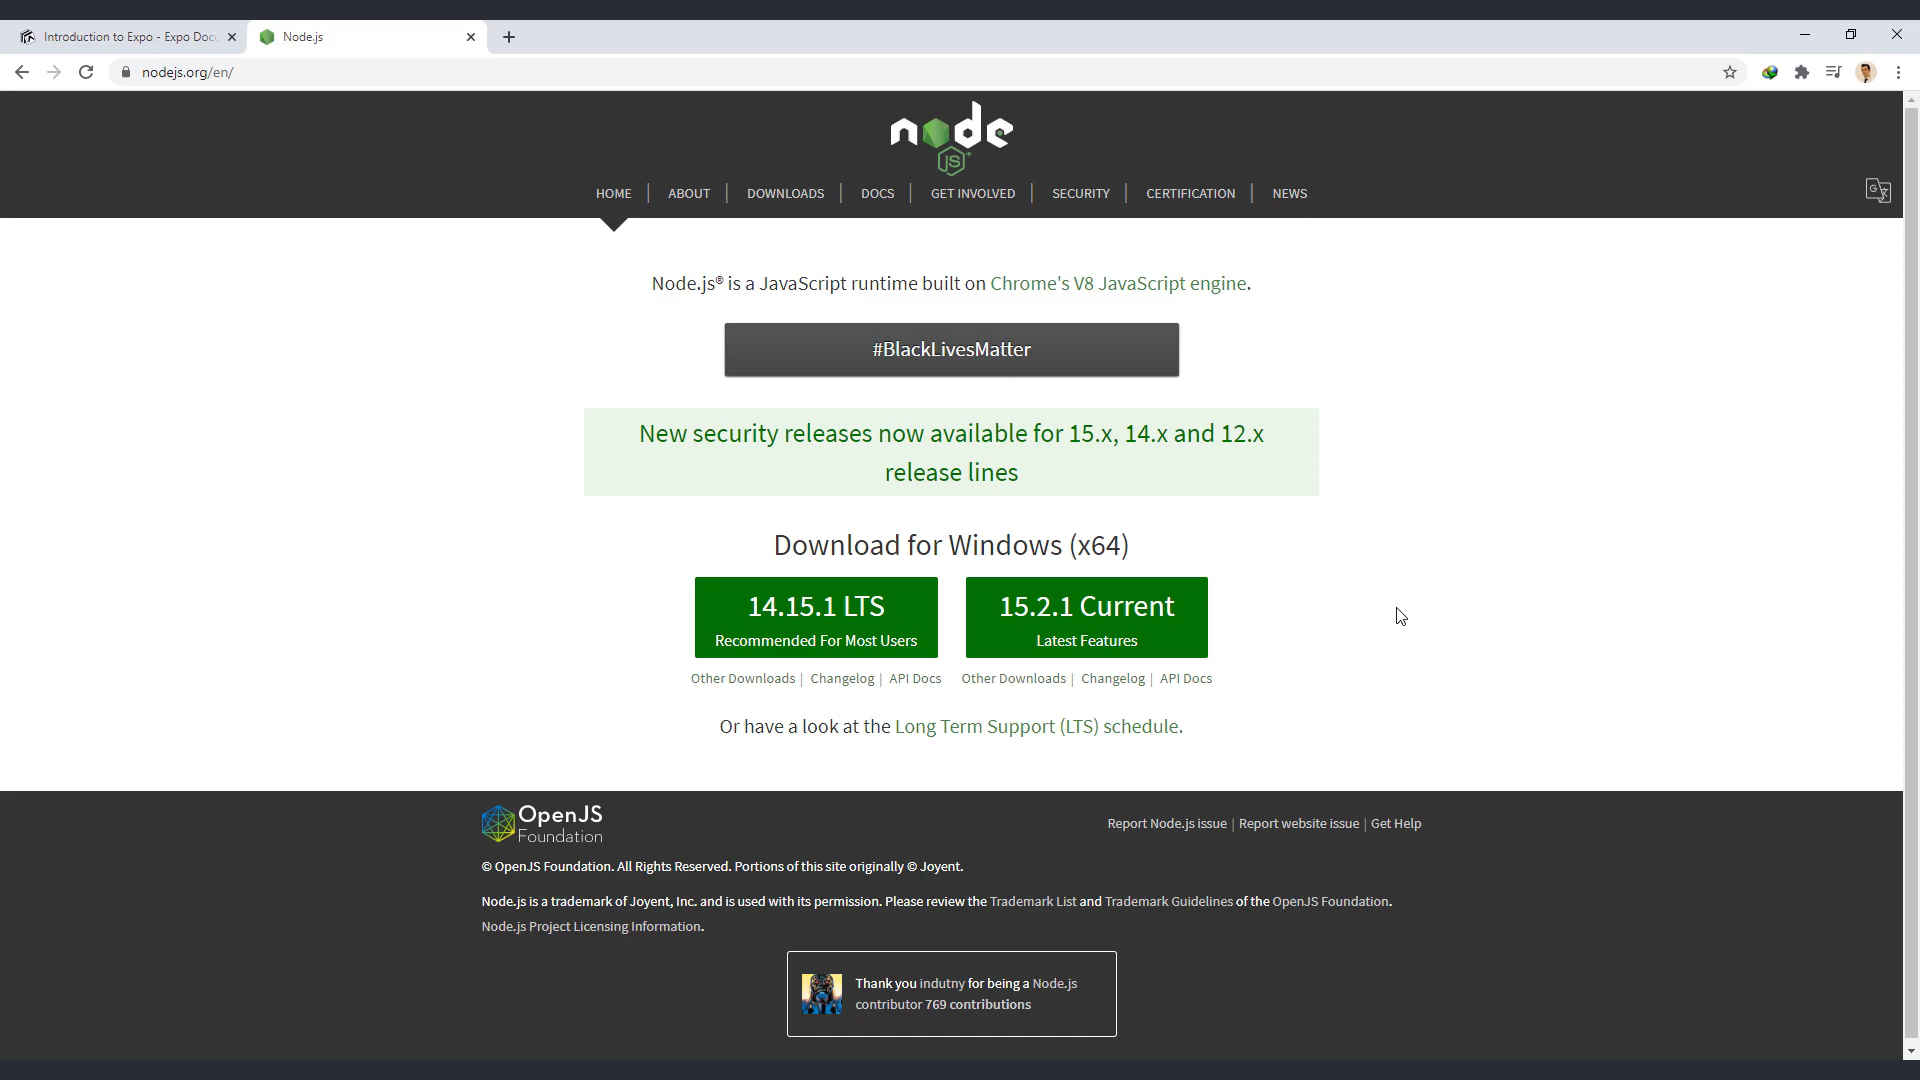 Introduction to Expo - Expo Docu
Node.js
nodejs.org/en/
node
JS
HOME | ABOUT | DOWNLOADS | DOCS | GET INVOLVED | SECURITY | CERTIFICATION | NEWS
Node.js® is a JavaScript runtime built on Chrome's V8 JavaScript engine.
#BlackLivesMatter
New security releases now available for 15.x, 14.x and 12.x
release lines
Download for Windows (x64)
14.15.1 LTS
Recommended For Most Users
15.2.1 Current
Latest Features
Other Downloads | Changelog | API Docs
Other Downloads | Changelog | API Docs
Or have a look at the Long Term Support (LTS) schedule.
OpenJS
Foundation
Report Node.js issue | Report website issue | Get Help
© OpenJS Foundation. All Rights Reserved. Portions of this site originally © Joyent.
Node.js is a trademark of Joyent, Inc. and is used with its permission. Please review the Trademark List and Trademark Guidelines of the OpenJS Foundation.
Node.js Project Licensing Information.
Thank you indutny for being a Node.js
contributor 769 contributions